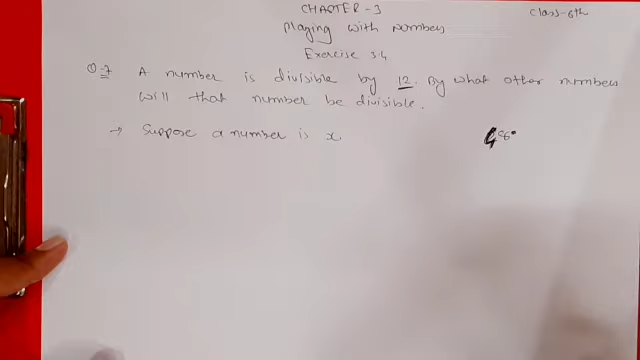 CHAPTER - 3
Class-6th
Playing with Numbers
Exercise 3.4
Q-7 A number is divisible by 12. By what other numbers
will that number be divisible.
→ Suppose a number is x